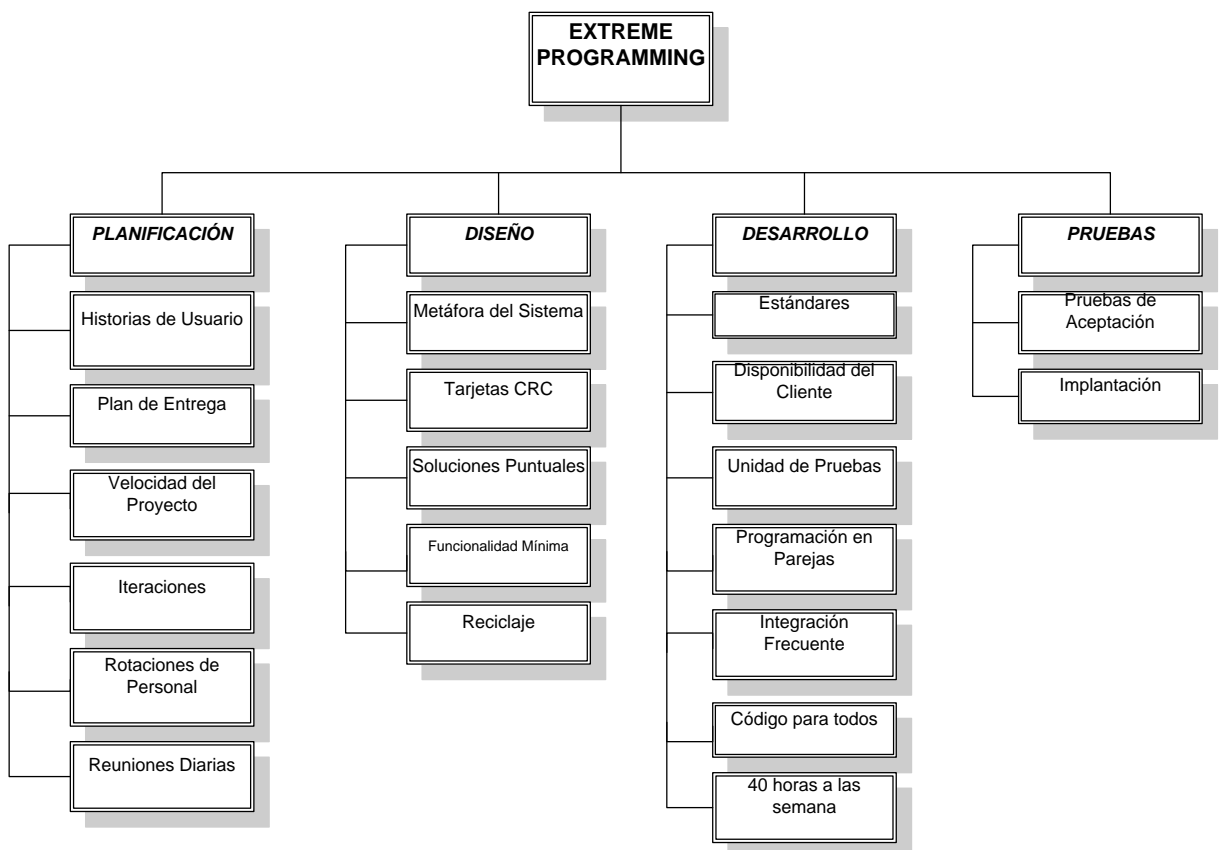 EXTREME
PROGRAMMING
PLANIFICACIÓN
Historias de Usuario
Plan de Entrega
Velocidad del
Proyecto
Iteraciones
Rotaciones de
Personal
Reuniones Diarias
DISEÑO
Metáfora del Sistema
Tarjetas CRC
Soluciones Puntuales
Funcionalidad Mínima
Reciclaje
DESARROLLO
Estándares
Disponibilidad del
Cliente
Unidad de Pruebas
Programación en
Parejas
Integración
Frecuente
Código para todos
40 horas a las
semana
PRUEBAS
Pruebas de
Aceptación
Implantación